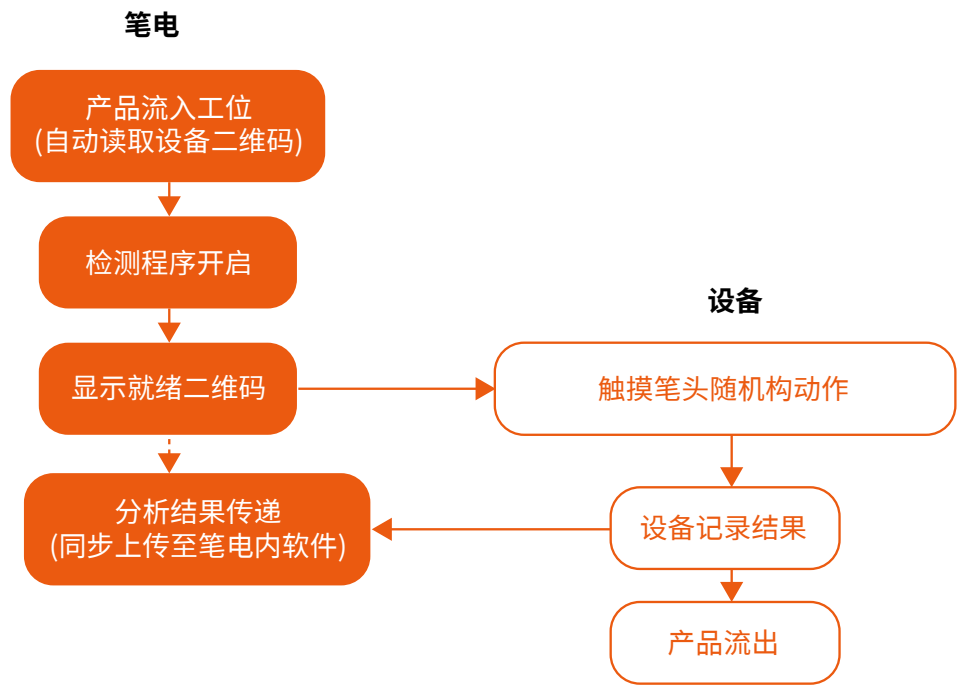 笔电
产品流入工位
(自动读取设备二维码)
检测程序开启
设备
显示就绪二维码
触摸笔头随机构动作
分析结果传递
(同步上传至笔电内软件)
设备记录结果
产品流出